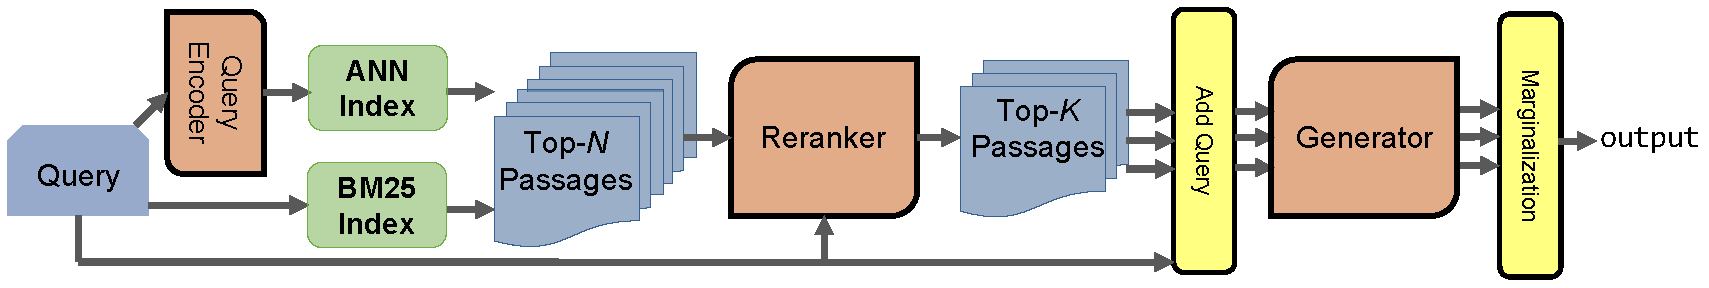 Query
Query
Encoder
ANN
Index
BM25
Index
Top-N
Passages
Reranker
Top-K
Passages
Add Query
Generator
Marginalization
output